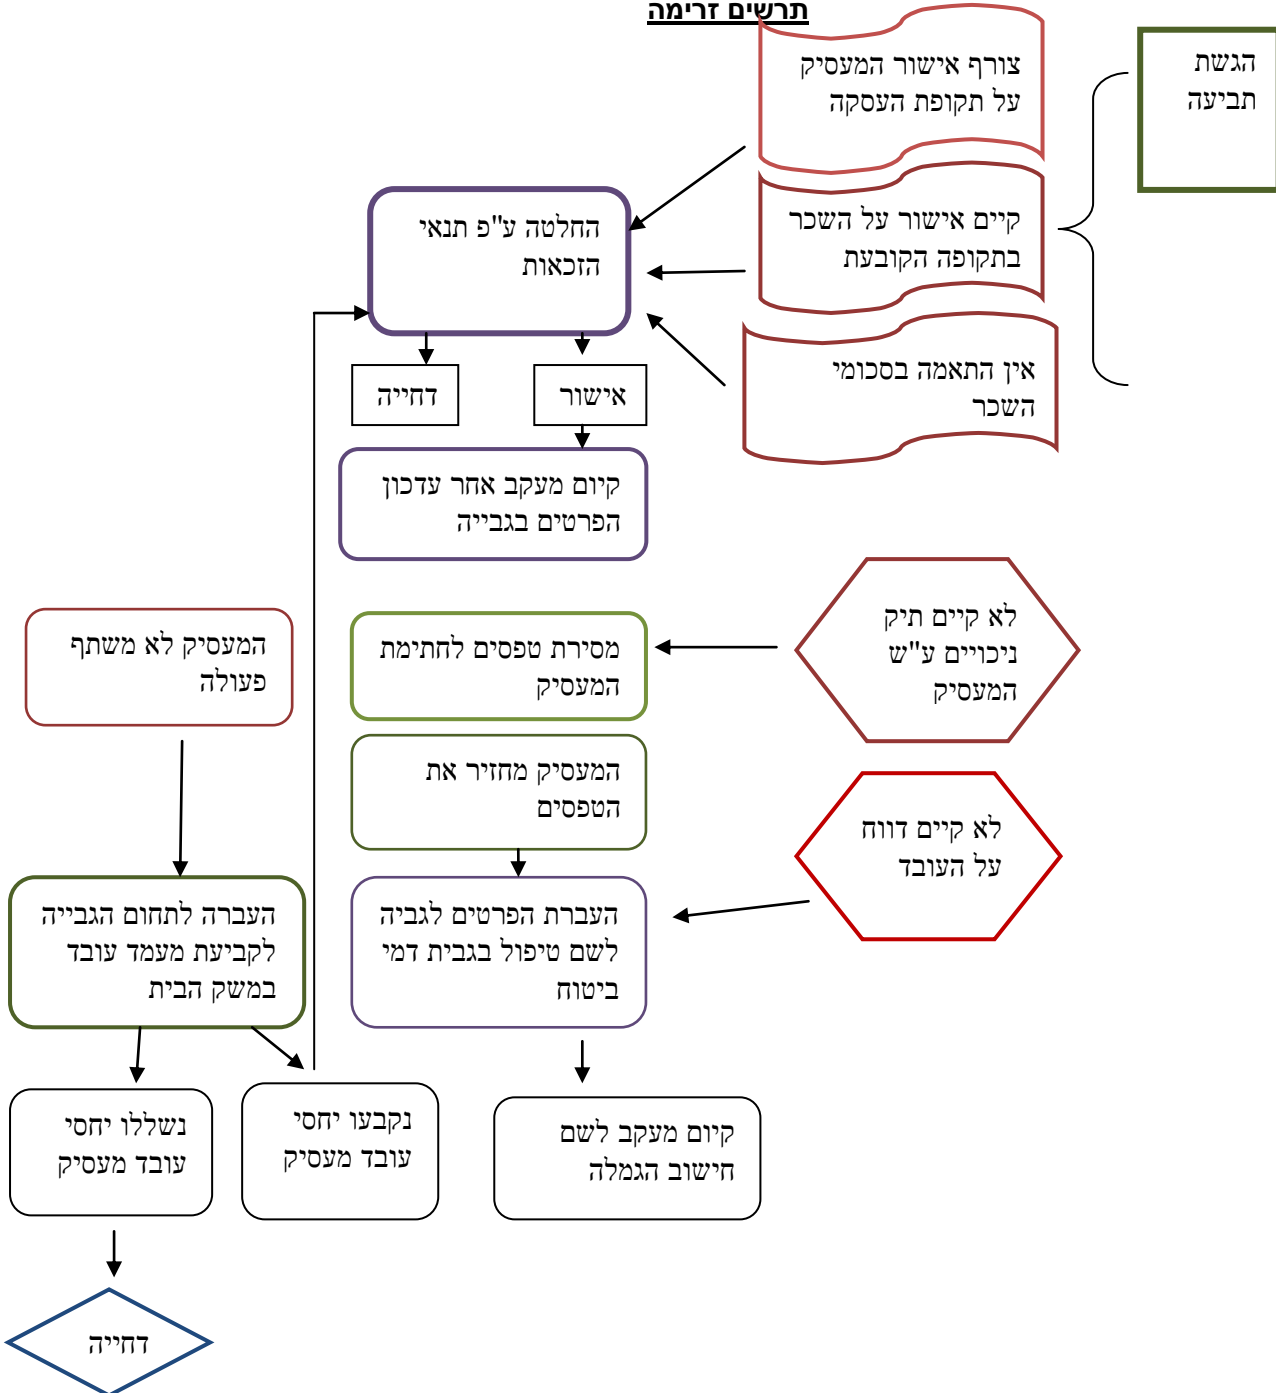 תרשים זרימה
הגשת
תביעה
צורף אישור המעסיק
על תקופת העסקה
קיים אישור על השכר
בתקופה הקובעת
אין התאמה בסכומי
השכר
החלטה ע"פ תנאי
הזכאות
אישור
דחייה
קיום מעקב אחר עדכון
הפרטים בגבייה
לא קיים תיק
ניכויים ע"ש
המעסיק
מסירת טפסים לחתימת
המעסיק
המעסיק לא משתף
פעולה
המעסיק מחזיר את
הטפסים
לא קיים דווח
על העובד
העברת הפרטים לגביה
לשם טיפול בגבית דמי
ביטוח
העברה לתחום הגבייה
לקביעת מעמד עובד
במשק הבית
קיום מעקב לשם
חישוב הגמלה
נקבעו יחסי
עובד מעסיק
נשללו יחסי
עובד מעסיק
דחייה